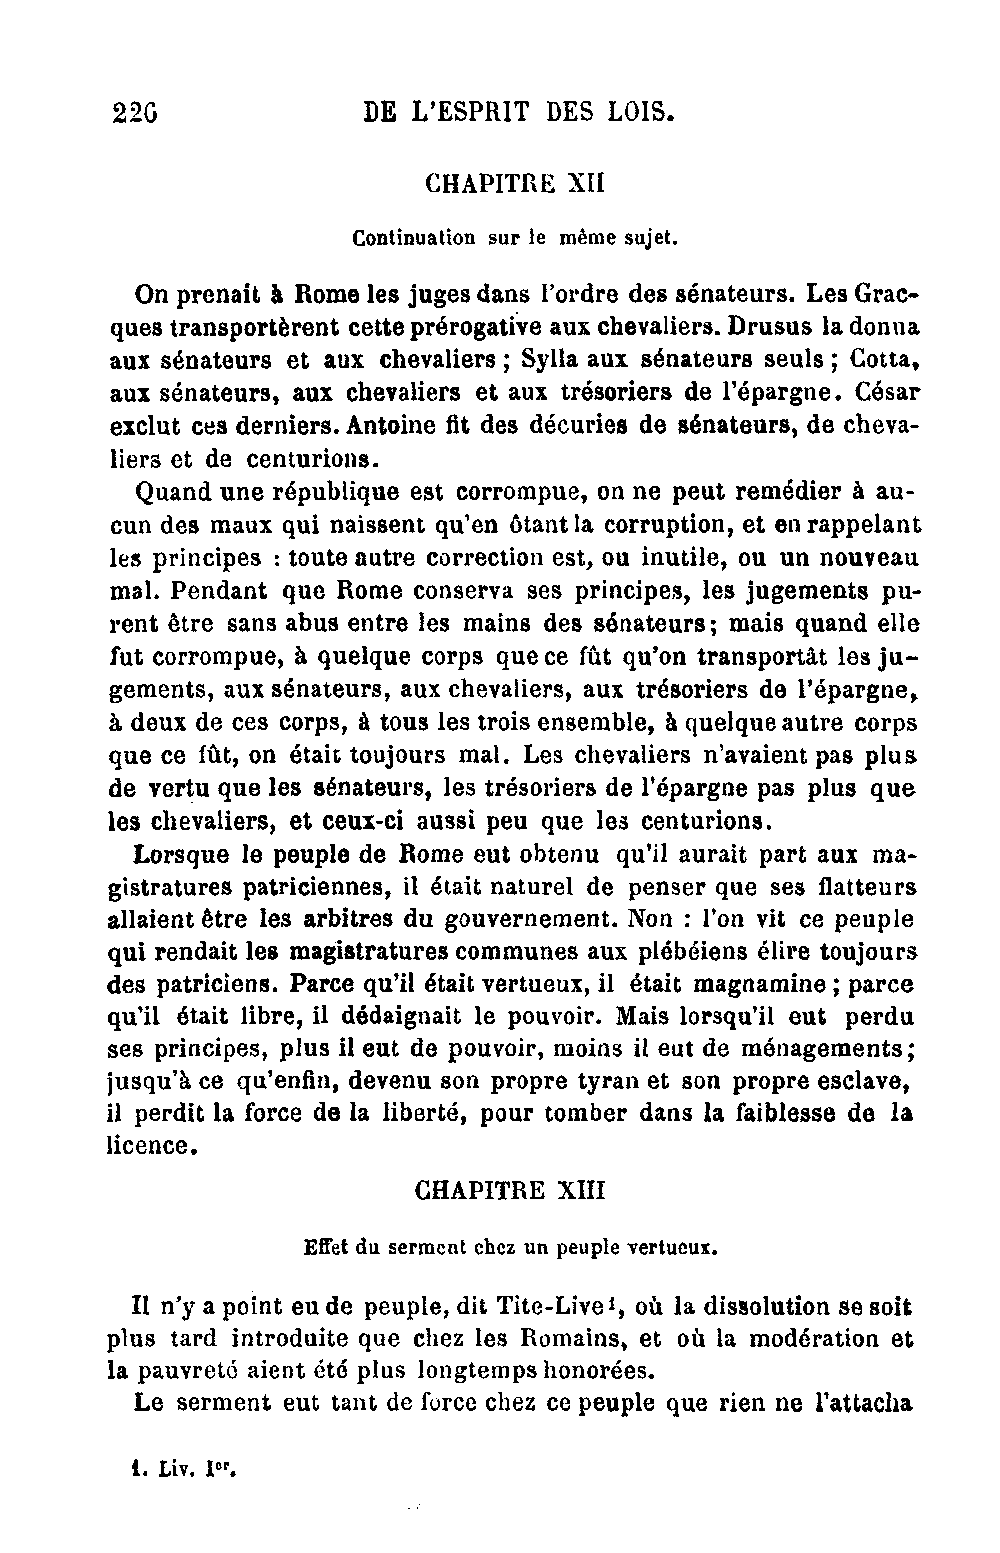 226 DE L'ESPRIT DES LOIS.
CHAPITRE XII
Continuation sur le même sujet.
On prenait à Rome les juges dans l'ordre des sénateurs. Les Grac-
ques transportèrent cette prérogative aux chevaliers. Drusus la donna
aux sénateurs et aux chevaliers ; Sylla aux sénateurs seuls ; Cotta,
aux sénateurs, aux chevaliers et aux trésoriers de l'épargne. César
exclut ces derniers. Antoine fit des décuries de sénateurs, de cheva-
liers et de centurions.
Quand une république est corrompue, on ne peut remédier à au-
cun des maux qui naissent qu'en ôtant la corruption, et en rappelant
les principes : toute autre correction est, ou inutile, ou un nouveau
mal. Pendant que Rome conserva ses principes, les jugements pu-
rent être sans abus entre les mains des sénateurs; mais quand elle
fut corrompue, à quelque corps que ce fût qu'on transportât les ju-
gements, aux sénateurs, aux chevaliers, aux trésoriers de l'épargne,
à deux de ces corps, à tous les trois ensemble, à quelque autre corps
que ce fût, on était toujours mal. Les chevaliers n'avaient pas plus
de vertu que les sénateurs, les trésoriers de l'épargne pas plus que
les chevaliers, et ceux-ci aussi peu que les centurions.
Lorsque le peuple de Rome eut obtenu qu'il aurait part aux ma-
gistratures patriciennes, il était naturel de penser que ses flatteurs
allaient être les arbitres du gouvernement. Non : l'on vit ce peuple
qui rendait les magistratures communes aux plébéiens élire toujours
des patriciens. Parce qu'il était vertueux, il était magnamine ; parce
qu'il était libre, il dédaignait le pouvoir. Mais lorsqu'il eut perdu
ses principes, plus il eut de pouvoir, moins il eut de ménagements;
jusqu'à ce qu'enfin, devenu son propre tyran et son propre esclave,
il perdit la force de la liberté, pour tomber dans la faiblesse de la
licence.
CHAPITRE XIII
Effet du serment chez un peuple vertueux.
Il n'y a point eu de peuple, dit Tite-Live¹, où la dissolution se soit
plus tard introduite que chez les Romains, et où la modération et
la pauvreté aient été plus longtemps honorées.
Le serment eut tant de force chez ce peuple que rien ne l'attacha
1. Liv. Iᵉʳ.